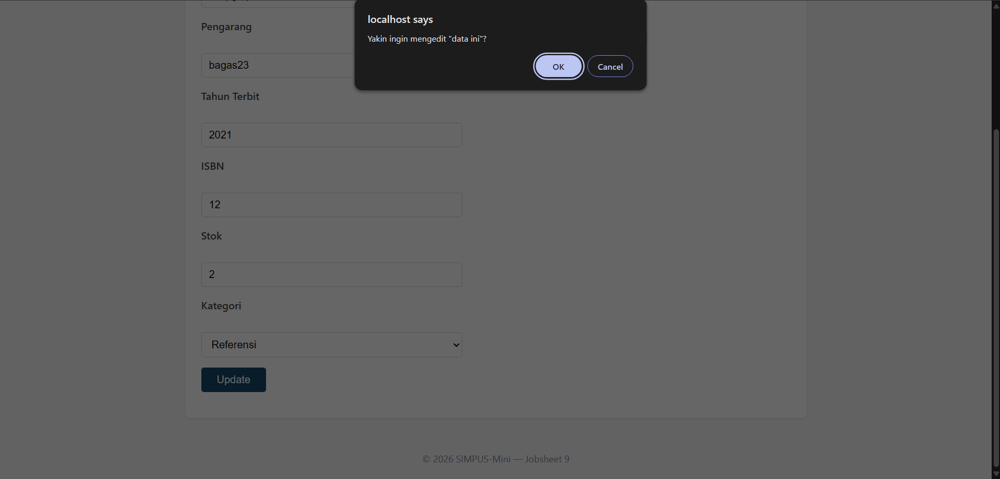 localhost says
Yakin ingin mengedit "data ini"?
OK
Cancel
Pengarang
bagas23
Tahun Terbit
2021
ISBN
12
Stok
2
Kategori
Referensi
Update
© 2026 SIMPUS-Mini — Jobsheet 9